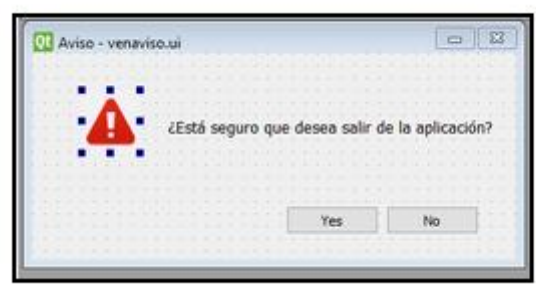 Qt Aviso - venaviso.ui
¿Está seguro que desea salir de la aplicación?
Yes No